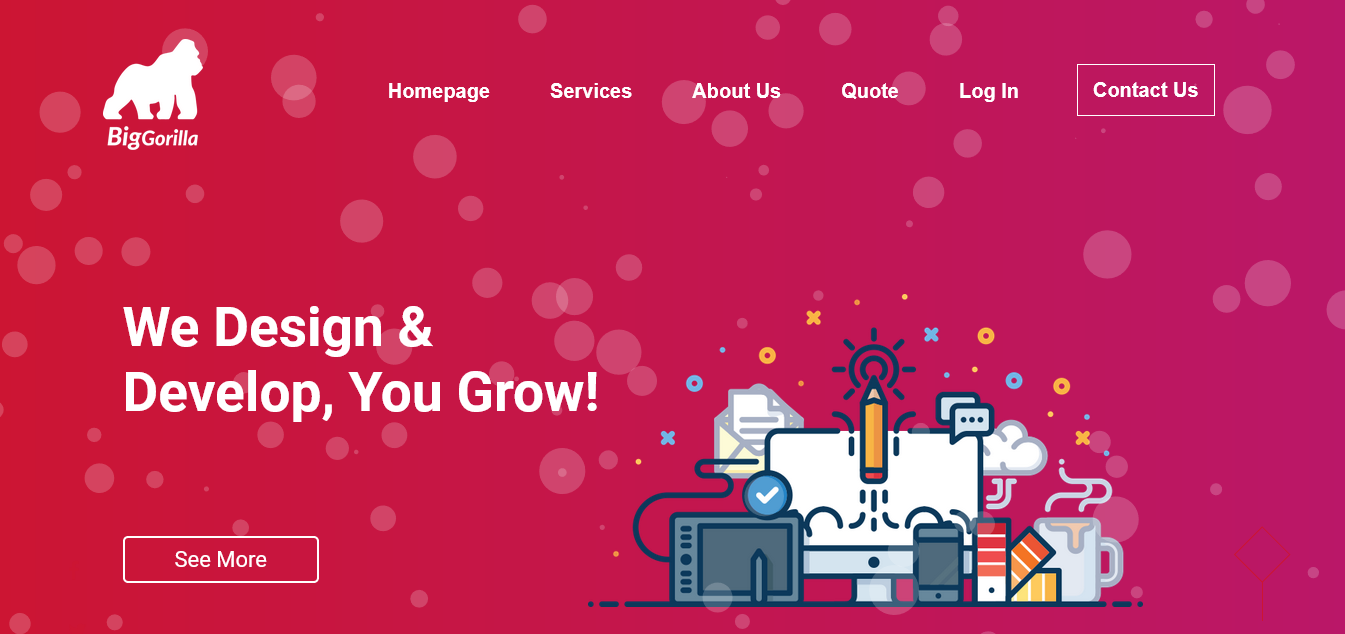 BigGorilla
Homepage
Services
About Us
Quote
Log In
Contact Us
We Design &
Develop, You Grow!
See More